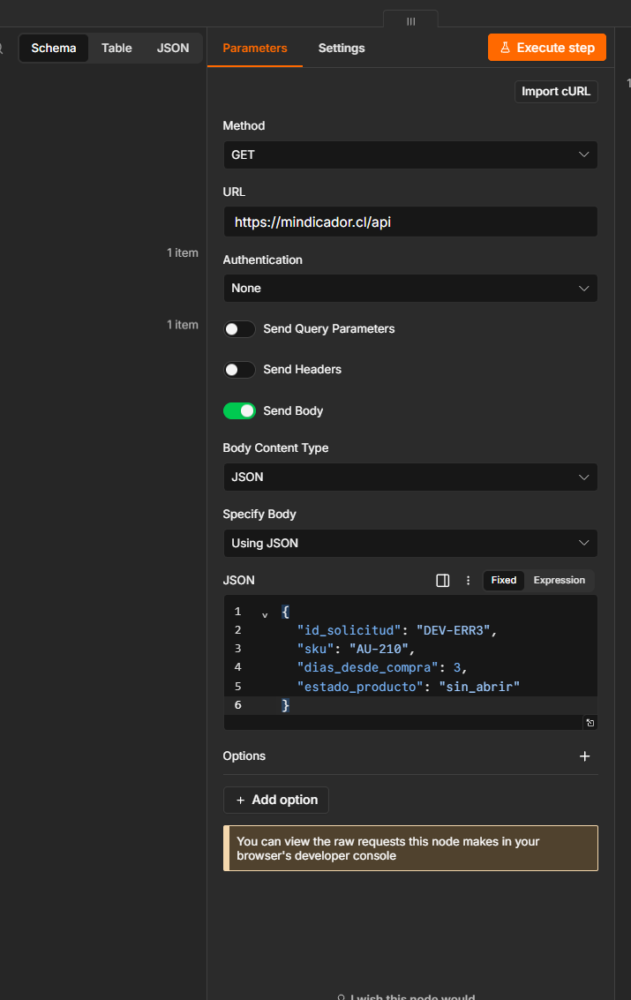 Schema Table JSON
Parameters Settings Execute step
Import cURL
Method
GET
URL
https://mindicador.cl/api
1 item
Authentication
None
1 item
Send Query Parameters
Send Headers
Send Body
Body Content Type
JSON
Specify Body
Using JSON
JSON Fixed Expression
1 {
2 "id_solicitud": "DEV-ERR3",
3 "sku": "AU-210",
4 "dias_desde_compra": 3,
5 "estado_producto": "sin_abrir"
6 }
Options
+ Add option
You can view the raw requests this node makes in your
browser's developer console
I wish this node would